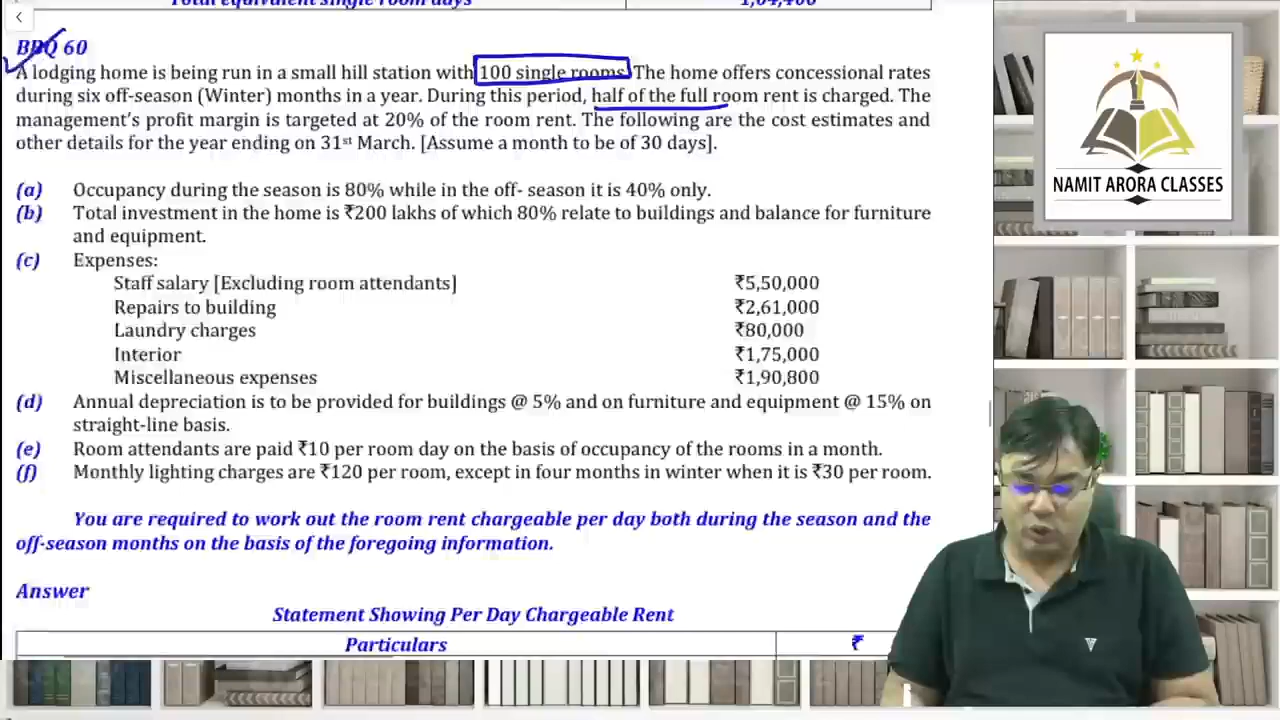 Total equivalent single room days 1,04,400
BBQ 60
A lodging home is being run in a small hill station with 100 single rooms. The home offers concessional rates
during six off-season (Winter) months in a year. During this period, half of the full room rent is charged. The
management's profit margin is targeted at 20% of the room rent. The following are the cost estimates and
other details for the year ending on 31st March. [Assume a month to be of 30 days].
(a) Occupancy during the season is 80% while in the off- season it is 40% only.
(b) Total investment in the home is ₹200 lakhs of which 80% relate to buildings and balance for furniture
and equipment.
(c) Expenses:
Staff salary [Excluding room attendants] ₹5,50,000
Repairs to building ₹2,61,000
Laundry charges ₹80,000
Interior ₹1,75,000
Miscellaneous expenses ₹1,90,800
(d) Annual depreciation is to be provided for buildings @ 5% and on furniture and equipment @ 15% on
straight-line basis.
(e) Room attendants are paid ₹10 per room day on the basis of occupancy of the rooms in a month.
(f) Monthly lighting charges are ₹120 per room, except in four months in winter when it is ₹30 per room.
You are required to work out the room rent chargeable per day both during the season and the
off-season months on the basis of the foregoing information.
Answer
Statement Showing Per Day Chargeable Rent
Particulars ₹
NAMIT ARORA CLASSES